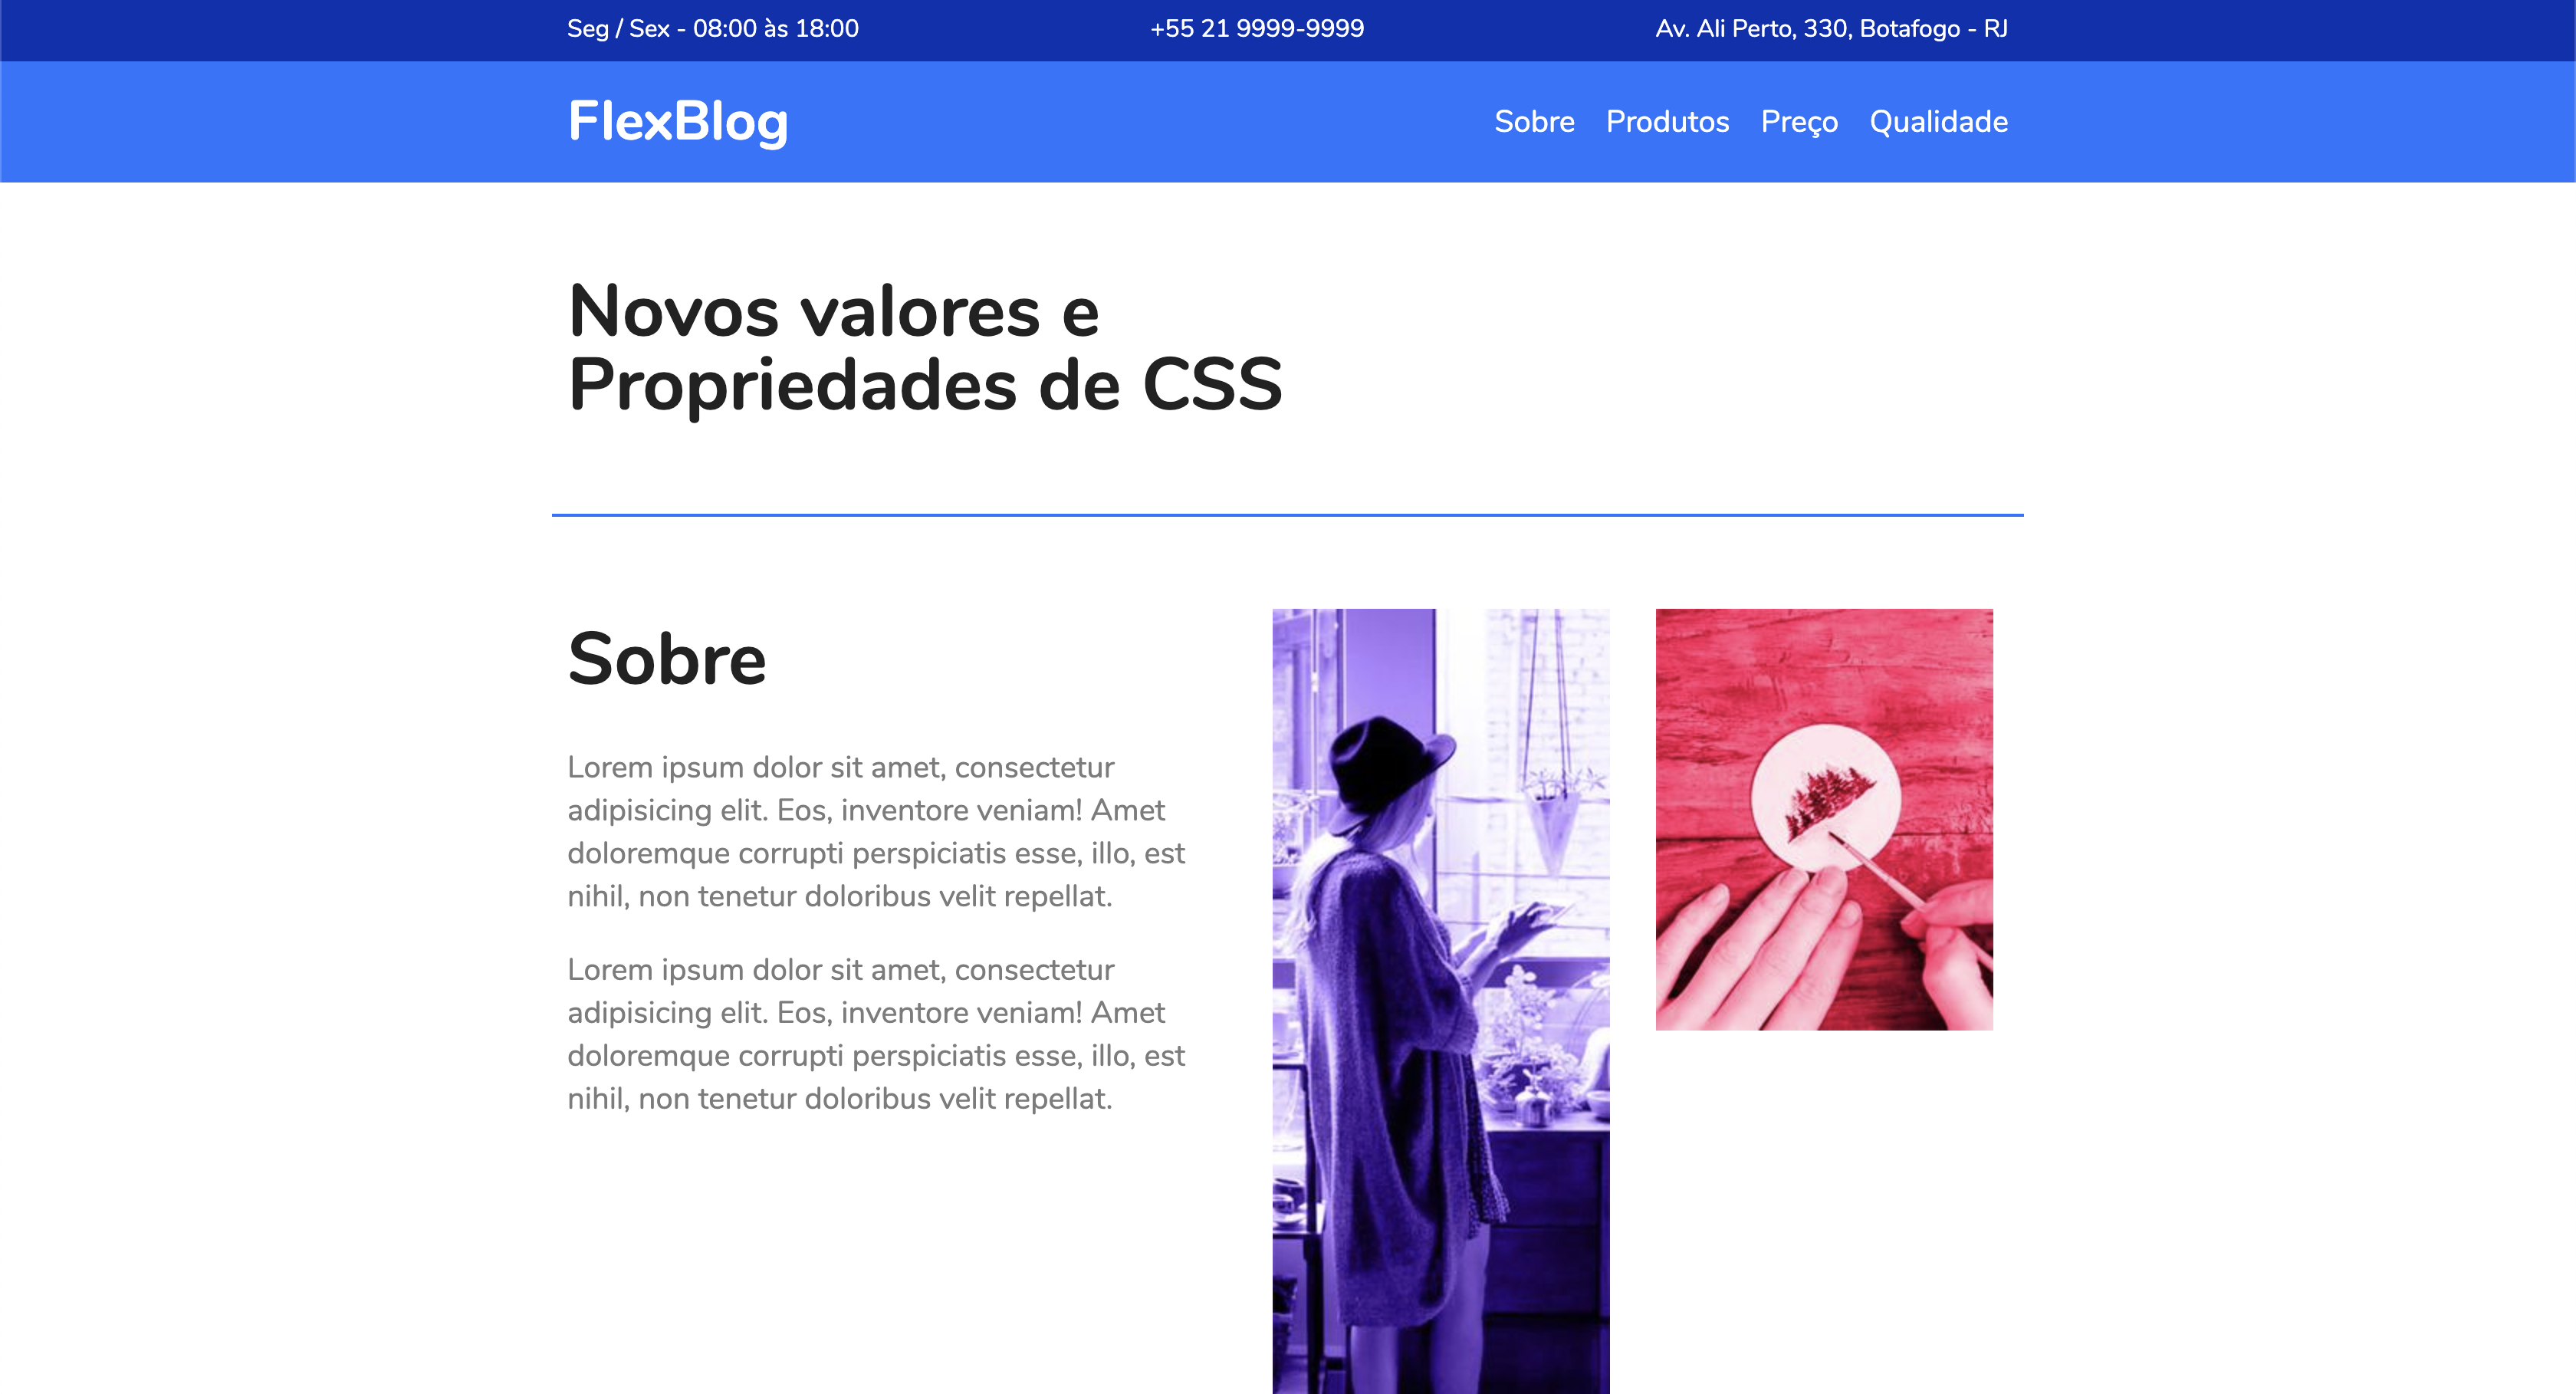 Seg / Sex - 08:00 às 18:00
+55 21 9999-9999
Av. Ali Perto, 330, Botafogo - RJ
FlexBlog
Sobre
Produtos
Preço
Qualidade
Novos valores e
Propriedades de CSS
Sobre
Lorem ipsum dolor sit amet, consectetur
adipisicing elit. Eos, inventore veniam! Amet
doloremque corrupti perspiciatis esse, illo, est
nihil, non tenetur doloribus velit repellat.
Lorem ipsum dolor sit amet, consectetur
adipisicing elit. Eos, inventore veniam! Amet
doloremque corrupti perspiciatis esse, illo, est
nihil, non tenetur doloribus velit repellat.